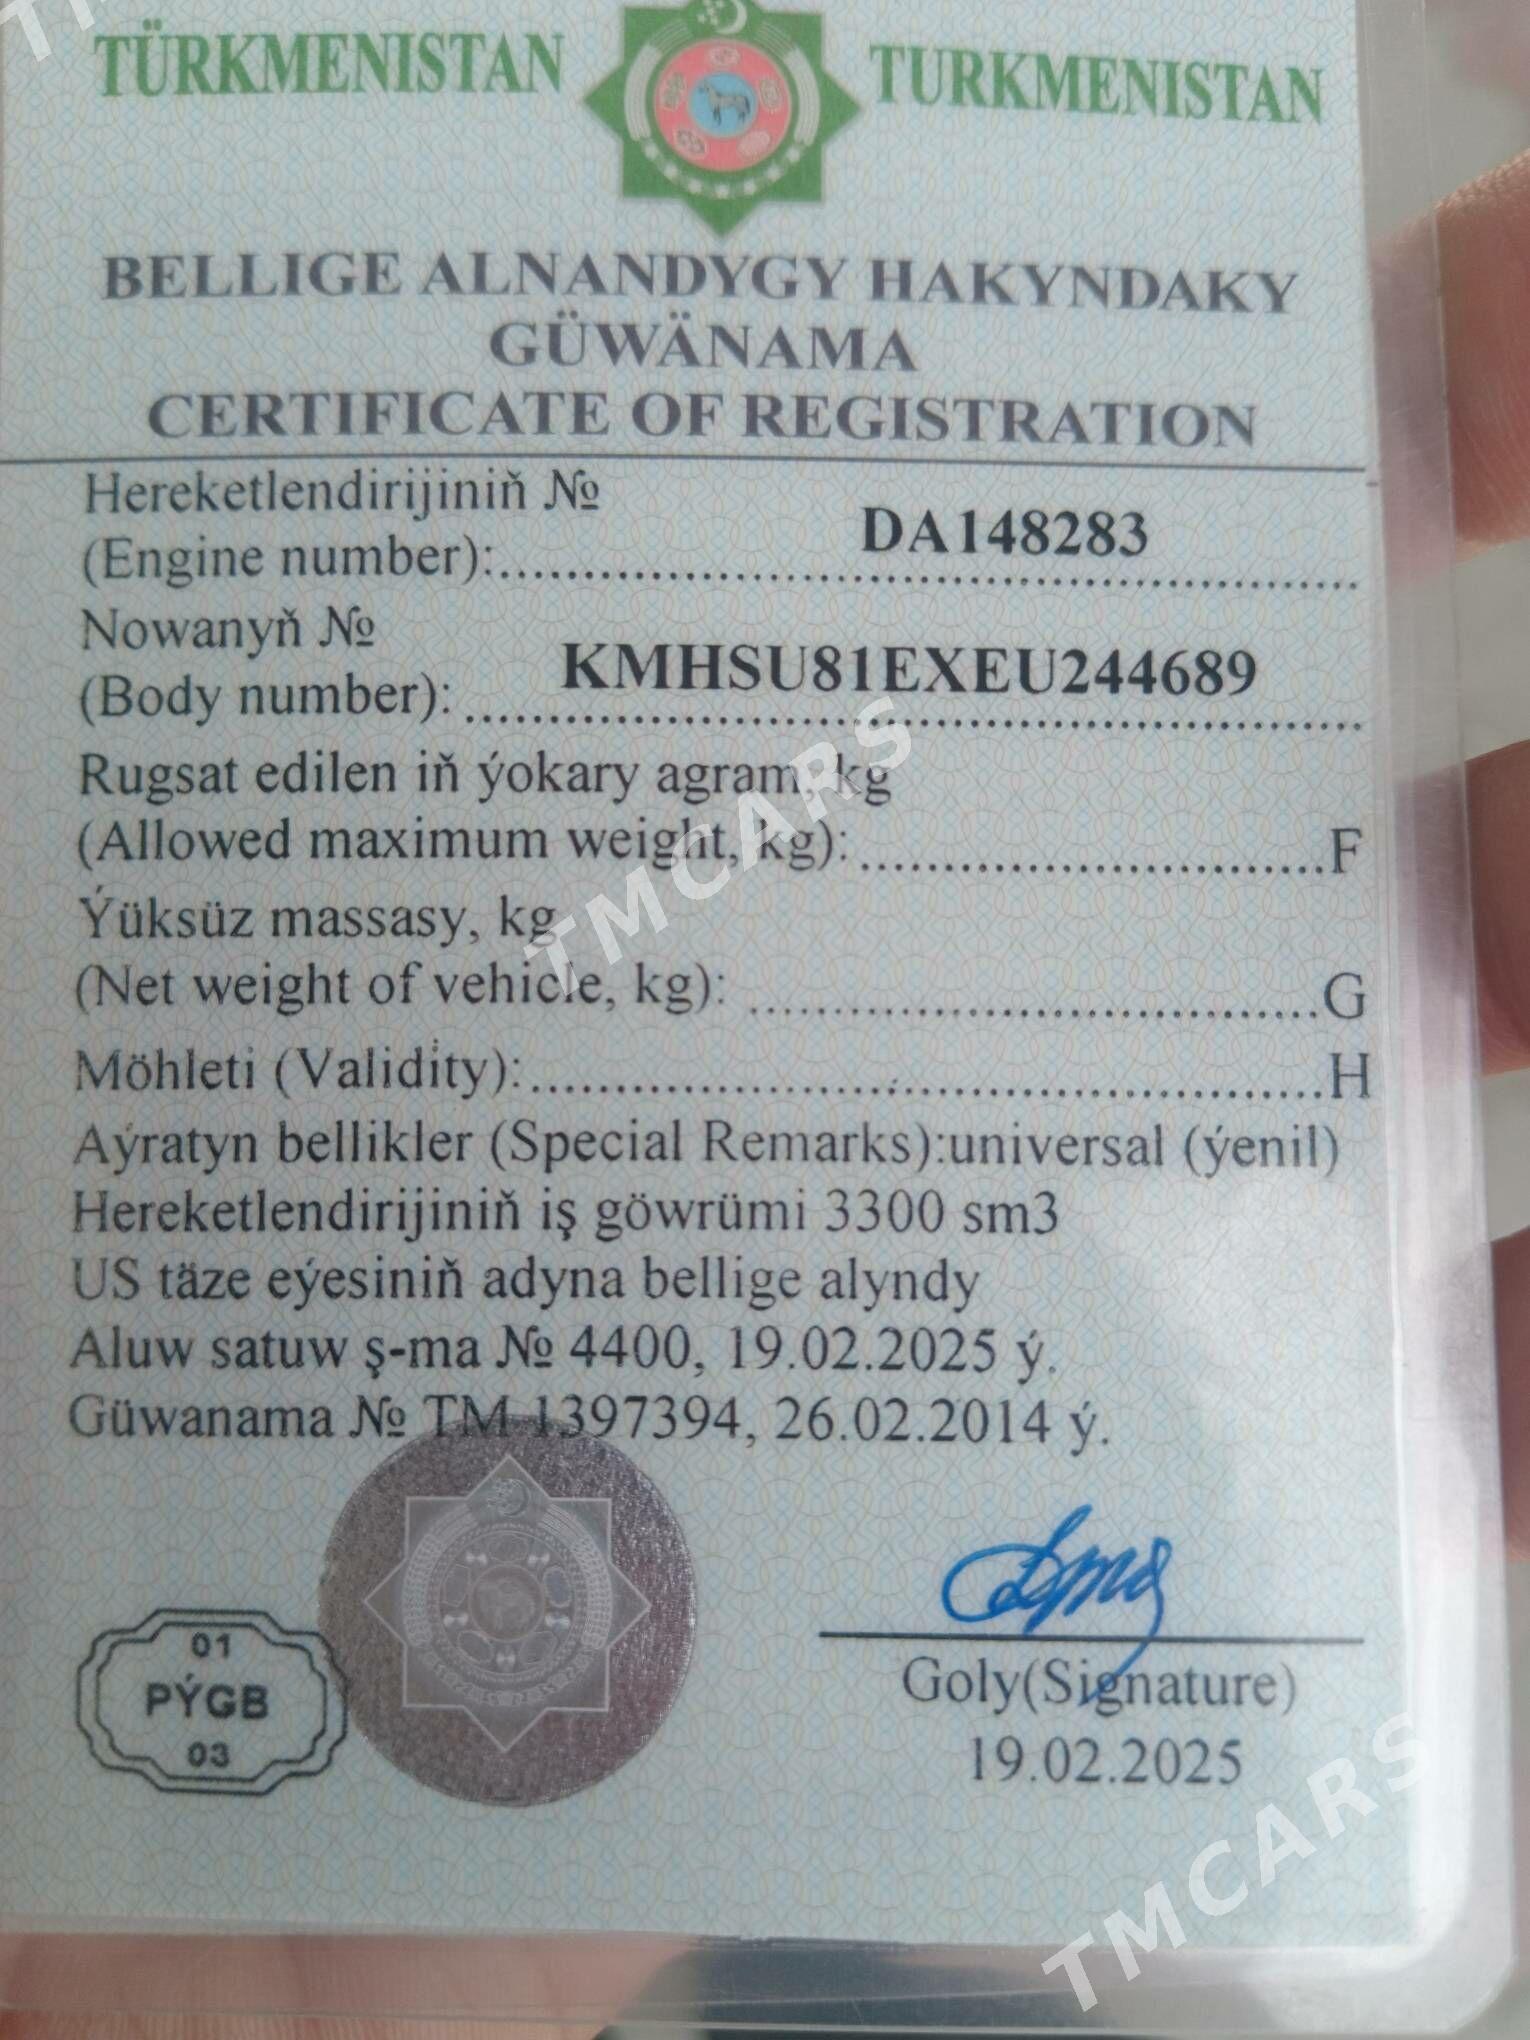 TÜRKMENISTAN TURKMENISTAN
BELLIGE ALNANDYGY HAKYNDAKY
GÜWÄNAMA
CERTIFICATE OF REGISTRATION
Hereketlendirijiniň №
(Engine number):
DA148283
Nowanyň №
(Body number):
KMHSU81EXEU244689
Rugsat edilen iň ýokary agram, kg
(Allowed maximum weight, kg): F
Ýüksüz massasy, kg
(Net weight of vehicle, kg): G
Möhleti (Validity): H
Aýratyn bellikler (Special Remarks):universal (ýenil)
Hereketlendirijiniň iş göwrümi 3300 sm3
US täze eýesiniň adyna bellige alyndy
Aluw satuw ş-ma № 4400, 19.02.2025 ý.
Güwanama № TM 1397394, 26.02.2014 ý.
01
PÝGB
03
Goly(Signature)
19.02.2025
TMCARS
TMCARS